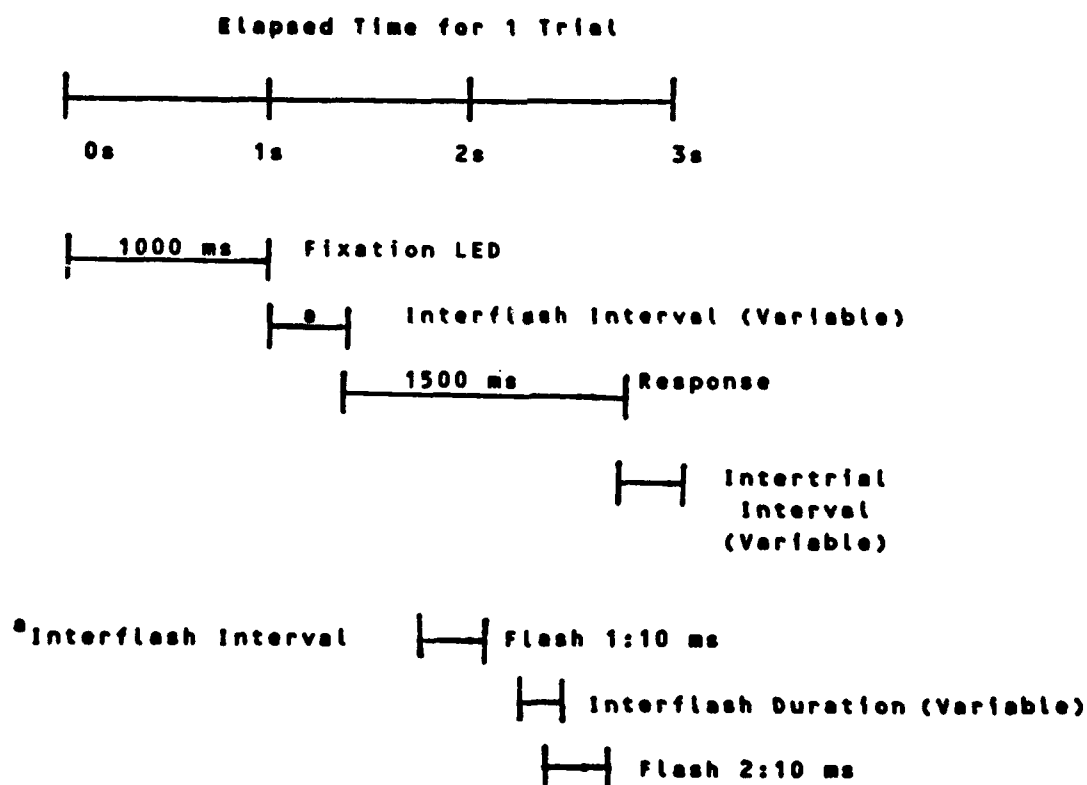 Elapsed Time for 1 Trial
0s 1s 2s 3s
1000 ms Fixation LED
a Interflash Interval (Variable)
1500 ms Response
Intertrial
Interval
(Variable)
aInterflash Interval Flash 1:10 ms
Interflash Duration (Variable)
Flash 2:10 ms